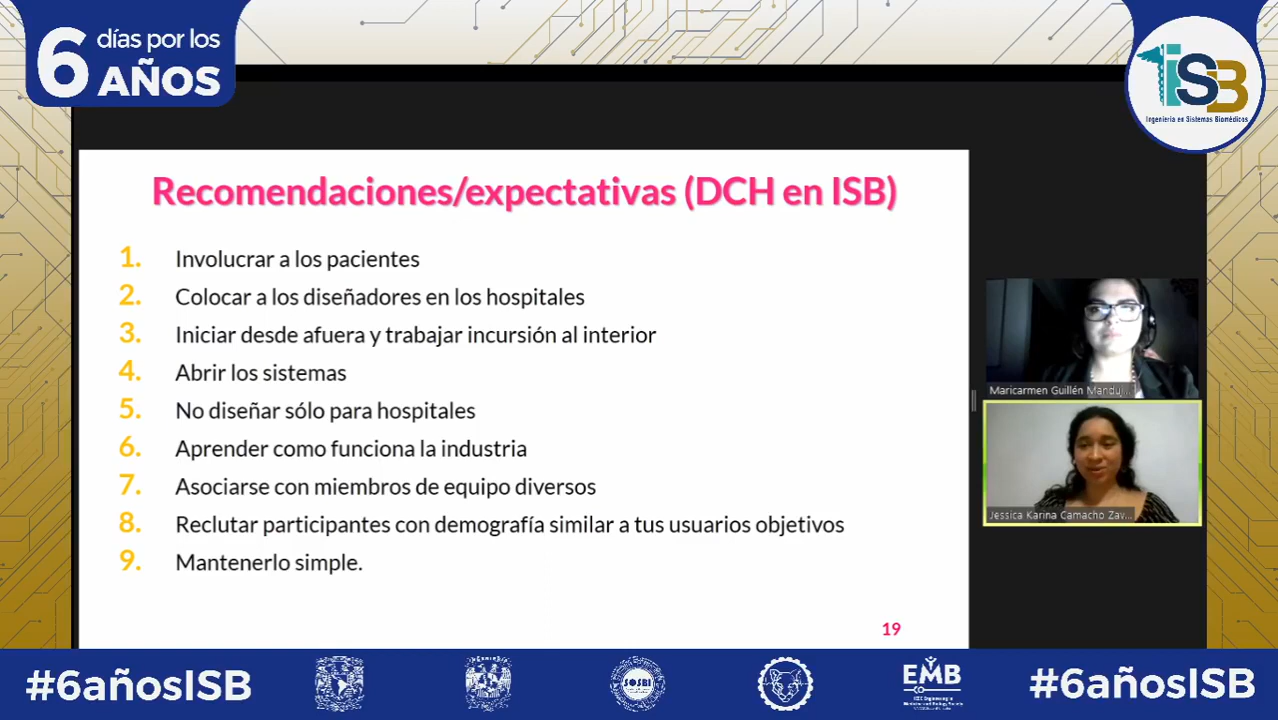 6 días por los
AÑOS
iSB
Ingeniería en Sistemas Biomédicos
Recomendaciones/expectativas (DCH en ISB)
1. Involucrar a los pacientes
2. Colocar a los diseñadores en los hospitales
3. Iniciar desde afuera y trabajar incursión al interior
4. Abrir los sistemas
5. No diseñar sólo para hospitales
6. Aprender como funciona la industria
7. Asociarse con miembros de equipo diversos
8. Reclutar participantes con demografía similar a tus usuarios objetivos
9. Mantenerlo simple.
19
Maricarmen Guillén Manduj...
Jessica Karina Camacho Zav...
#6añosISB
SOSBI
EMB
#6añosISB